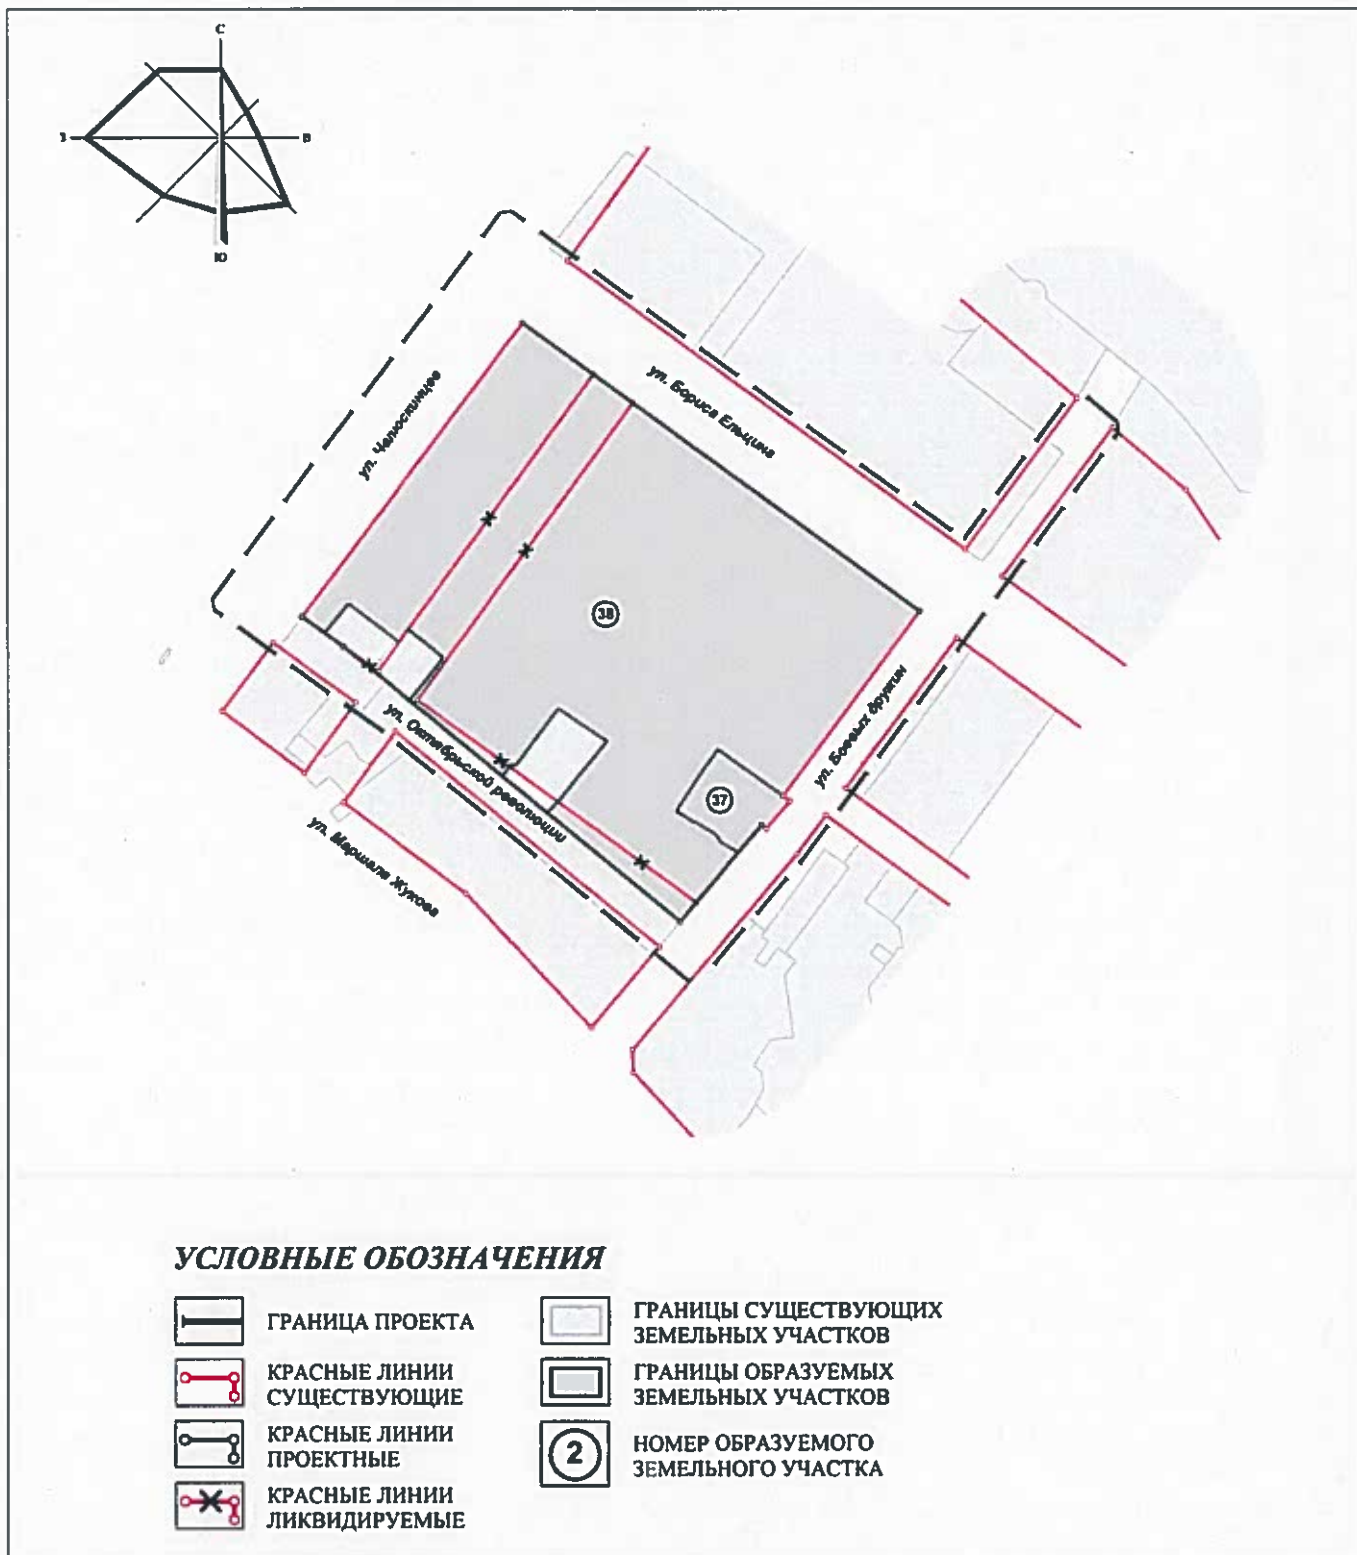 С
З
В
Ю
ул. Челюскинцев
ул. Бориса Ельцина
38
ул. Боевых дружин
37
ул. Октябрьской революции
ул. Маршала Жукова
УСЛОВНЫЕ ОБОЗНАЧЕНИЯ
ГРАНИЦА ПРОЕКТА
КРАСНЫЕ ЛИНИИ
СУЩЕСТВУЮЩИЕ
КРАСНЫЕ ЛИНИИ
ПРОЕКТНЫЕ
КРАСНЫЕ ЛИНИИ
ЛИКВИДИРУЕМЫЕ
ГРАНИЦЫ СУЩЕСТВУЮЩИХ
ЗЕМЕЛЬНЫХ УЧАСТКОВ
ГРАНИЦЫ ОБРАЗУЕМЫХ
ЗЕМЕЛЬНЫХ УЧАСТКОВ
2
НОМЕР ОБРАЗУЕМОГО
ЗЕМЕЛЬНОГО УЧАСТКА